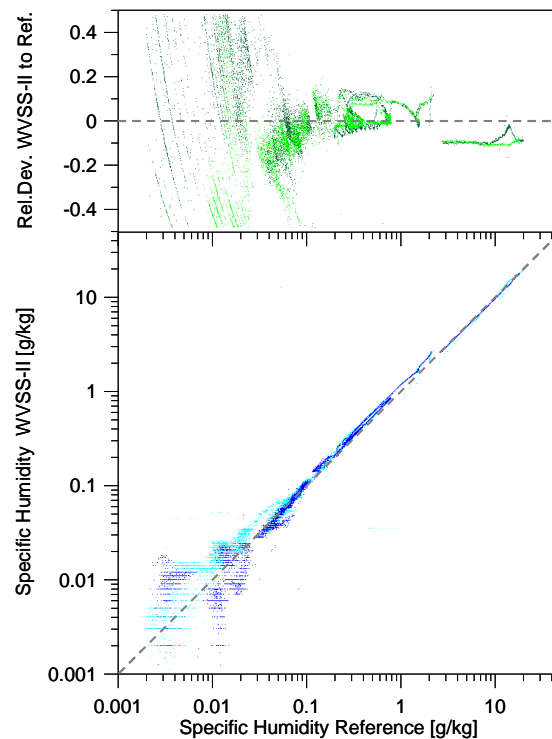 Rel.Dev. WVSS-II to Ref.
0.4
0.2
0
-0.2
-0.4
Specific Humidity WVSS-II [g/kg]
10
1
0.1
0.01
0.001
0.001 0.01 0.1 1 10
Specific Humidity Reference [g/kg]